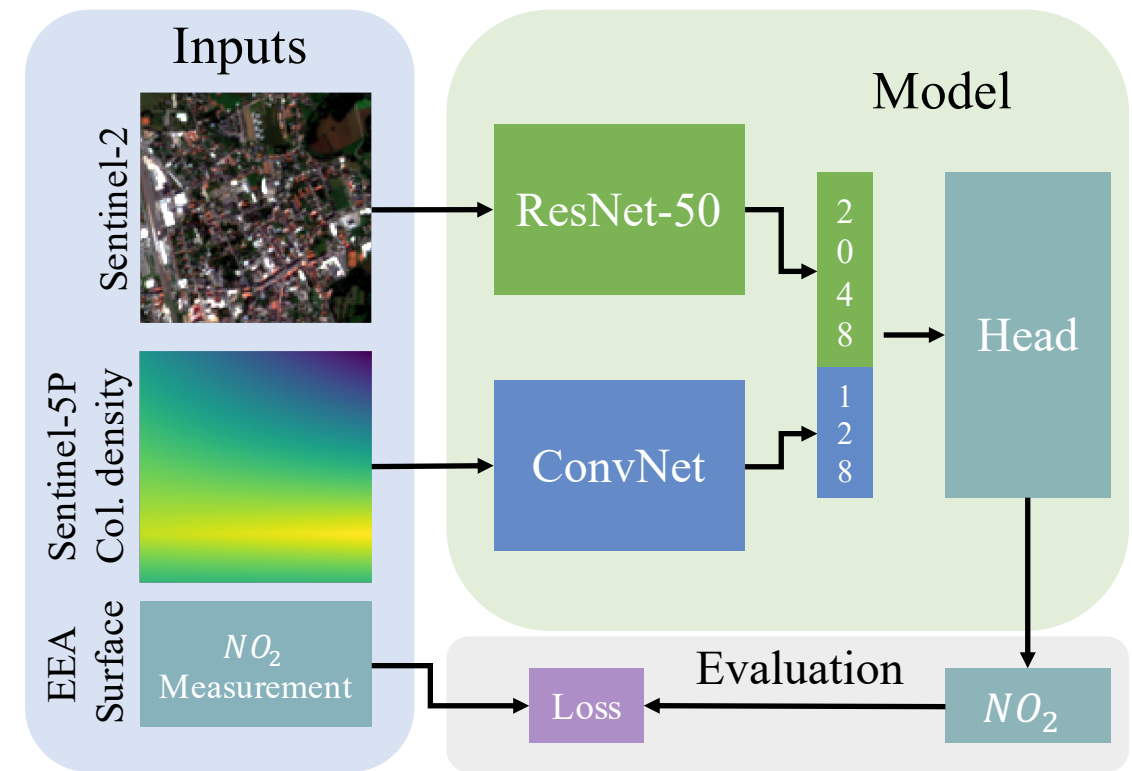 Inputs
Sentinel-2
Sentinel-5P
Col. density
EEA
Surface
NO₂
Measurement
Model
ResNet-50
ConvNet
2
0
4
8
1
2
8
Head
Evaluation
Loss
NO₂